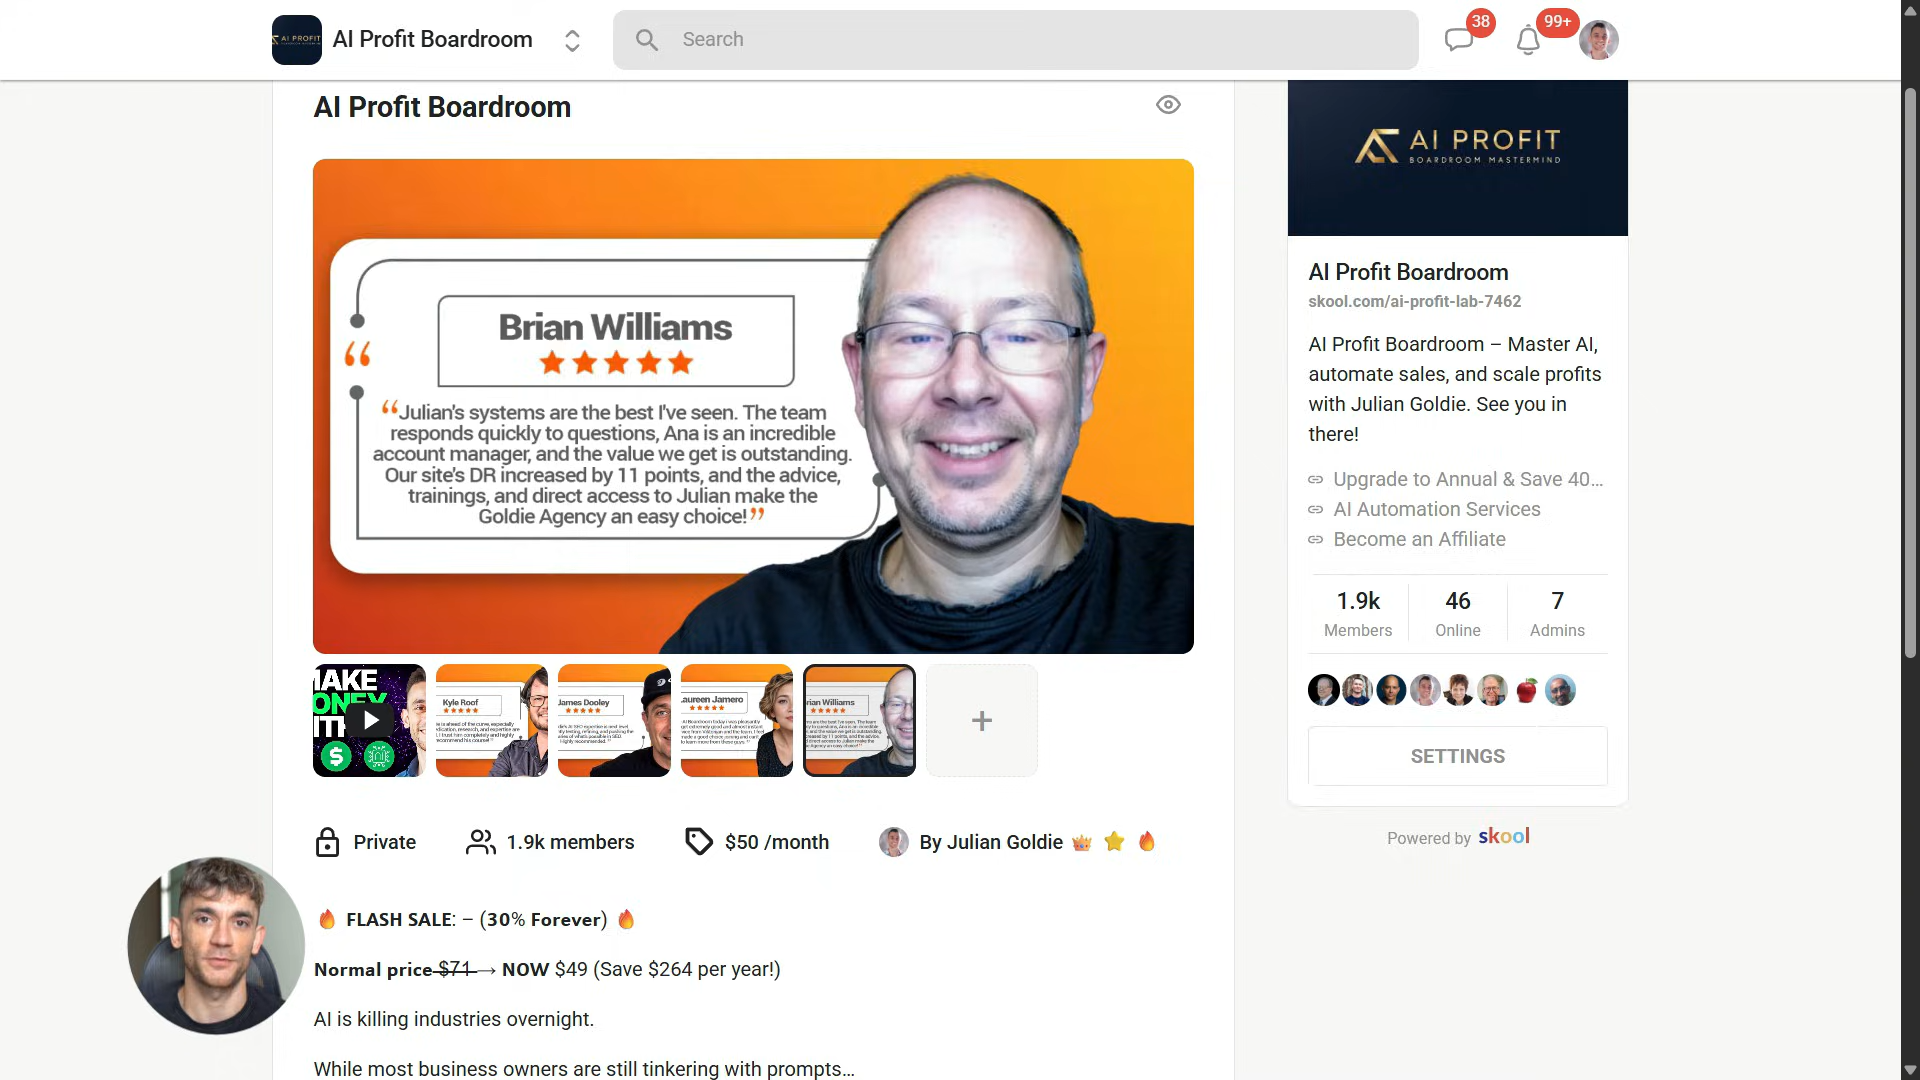 AI PROFIT
AI Profit Boardroom
Search
38
99+
AI Profit Boardroom
Brian Williams
“Julian's systems are the best I've seen. The team
responds quickly to questions, Ana is an incredible
account manager, and the value we get is outstanding.
Our site's DR increased by 11 points, and the advice,
trainings, and direct access to Julian make the
Goldie Agency an easy choice!”
MAKE
MONEY
Kyle Roof
James Dooley
Laureen Jamero
Brian Williams
Private
1.9k members
$50 /month
By Julian Goldie
FLASH SALE: – (30% Forever)
Normal price $71 → NOW $49 (Save $264 per year!)
AI is killing industries overnight.
While most business owners are still tinkering with prompts...
AI PROFIT
BOARDROOM MASTERMIND
AI Profit Boardroom
skool.com/ai-profit-lab-7462
AI Profit Boardroom – Master AI,
automate sales, and scale profits
with Julian Goldie. See you in
there!
Upgrade to Annual & Save 40...
AI Automation Services
Become an Affiliate
1.9k
Members
46
Online
7
Admins
SETTINGS
Powered by skool